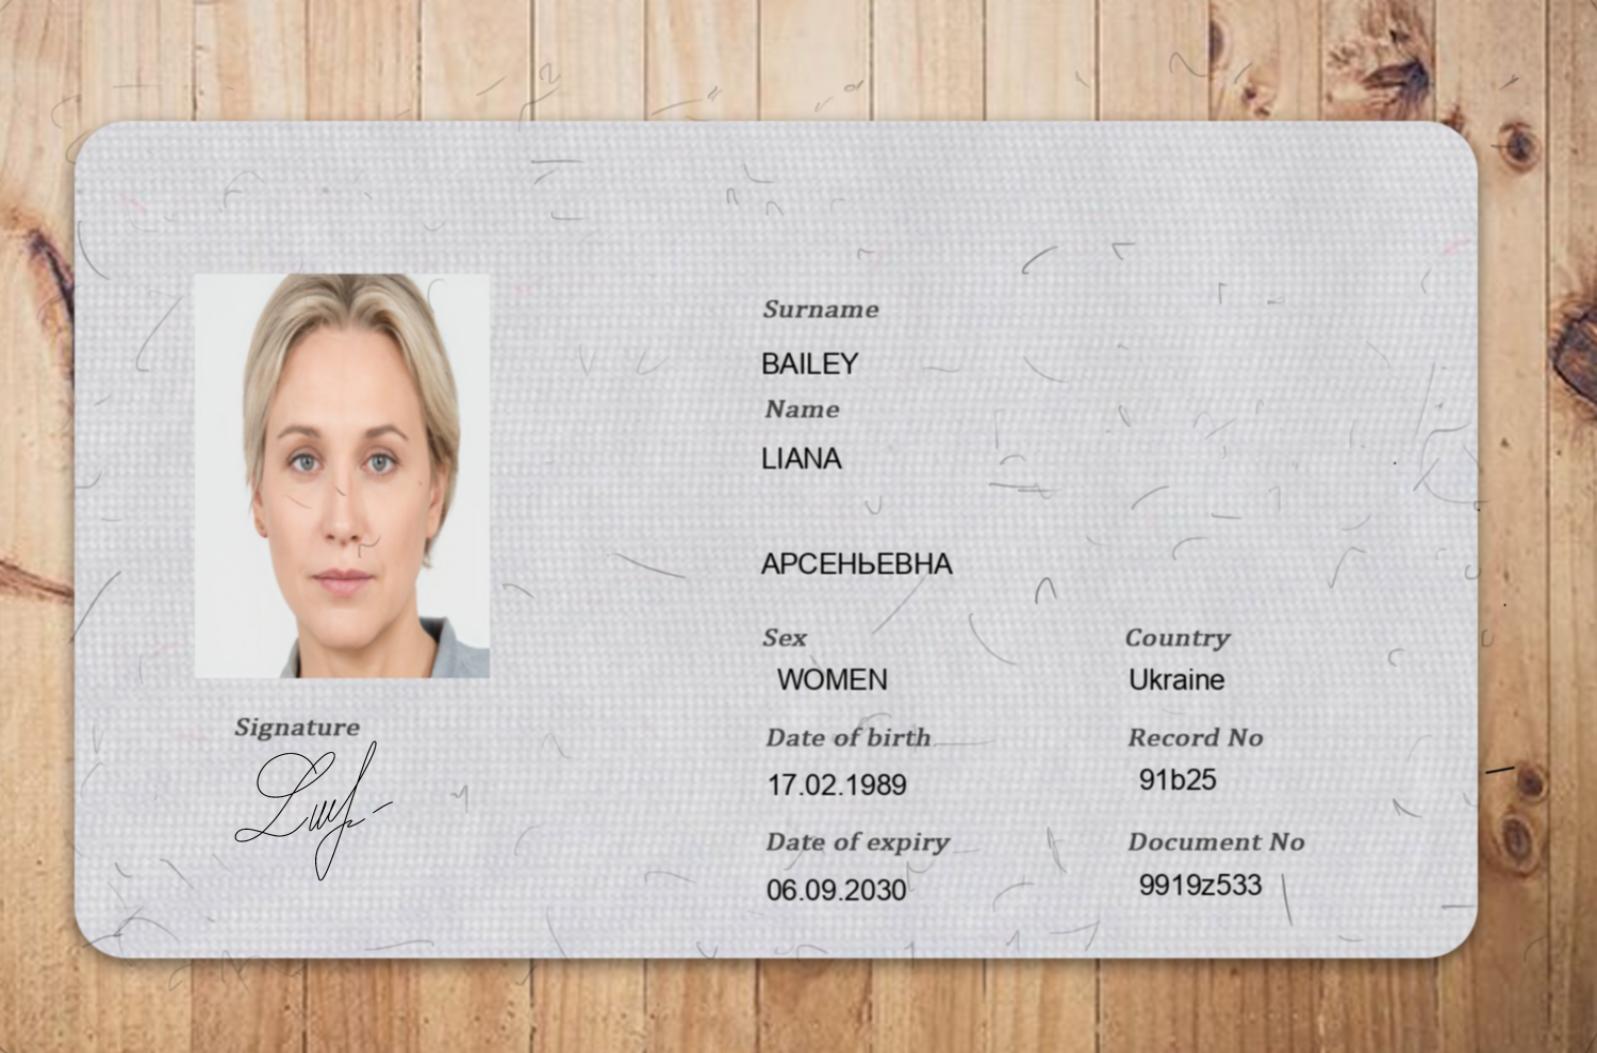 Surname
BAILEY
Name
LIANA
АРСЕНЬЕВНА
Sex
WOMEN
Country
Ukraine
Date of birth
17.02.1989
Record No
91b25
Date of expiry
06.09.2030
Document No
9919z533
Signature